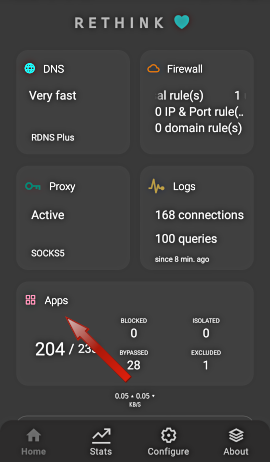 RETHINK
DNS
Very fast
RDNS Plus
Firewall
al rule(s) 1
0 IP & Port rule(..
0 domain rule(s)
Proxy
Active
SOCKS5
Logs
168 connections
100 queries
since 8 min. ago
Apps
204 / 23
BLOCKED
0
ISOLATED
0
BYPASSED
28
EXCLUDED
1
0.05 • 0.05 •
KB/S
Home
Stats
Configure
About